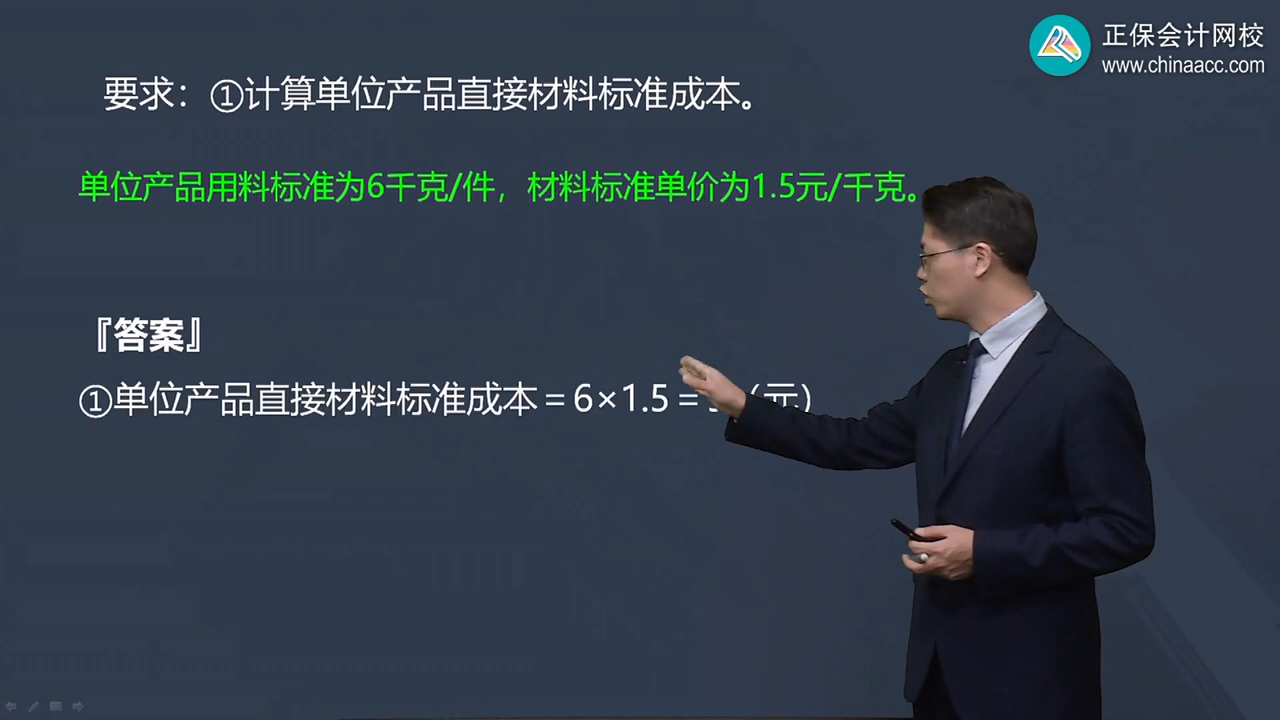 正保会计网校
www.chinaacc.com
要求：①计算单位产品直接材料标准成本。
单位产品用料标准为6千克/件，材料标准单价为1.5元/千克。
『答案』
①单位产品直接材料标准成本＝6×1.5＝（元）